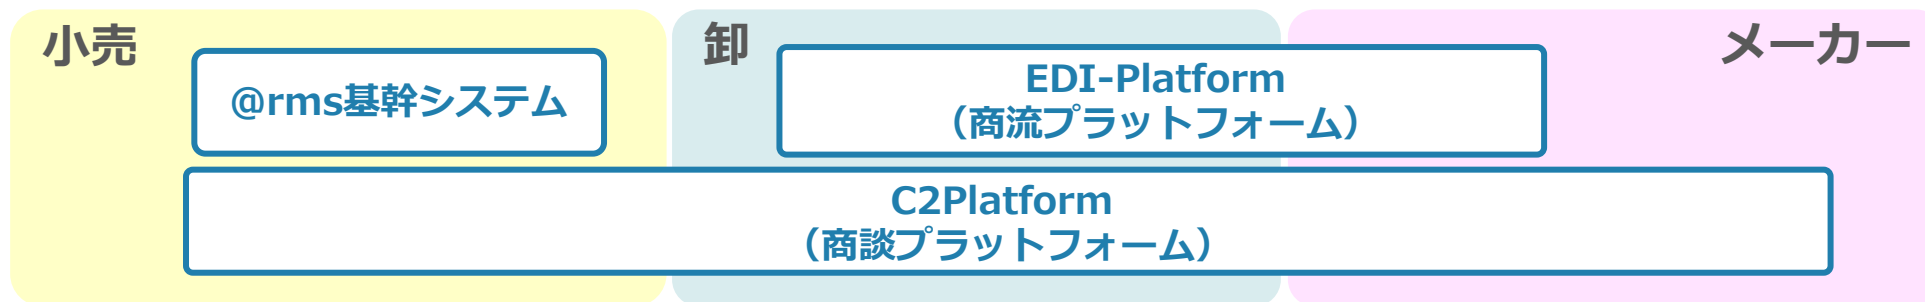 小売
卸
メーカー
@rms基幹システム
EDI-Platform
（商流プラットフォーム）
C2Platform
（商談プラットフォーム）